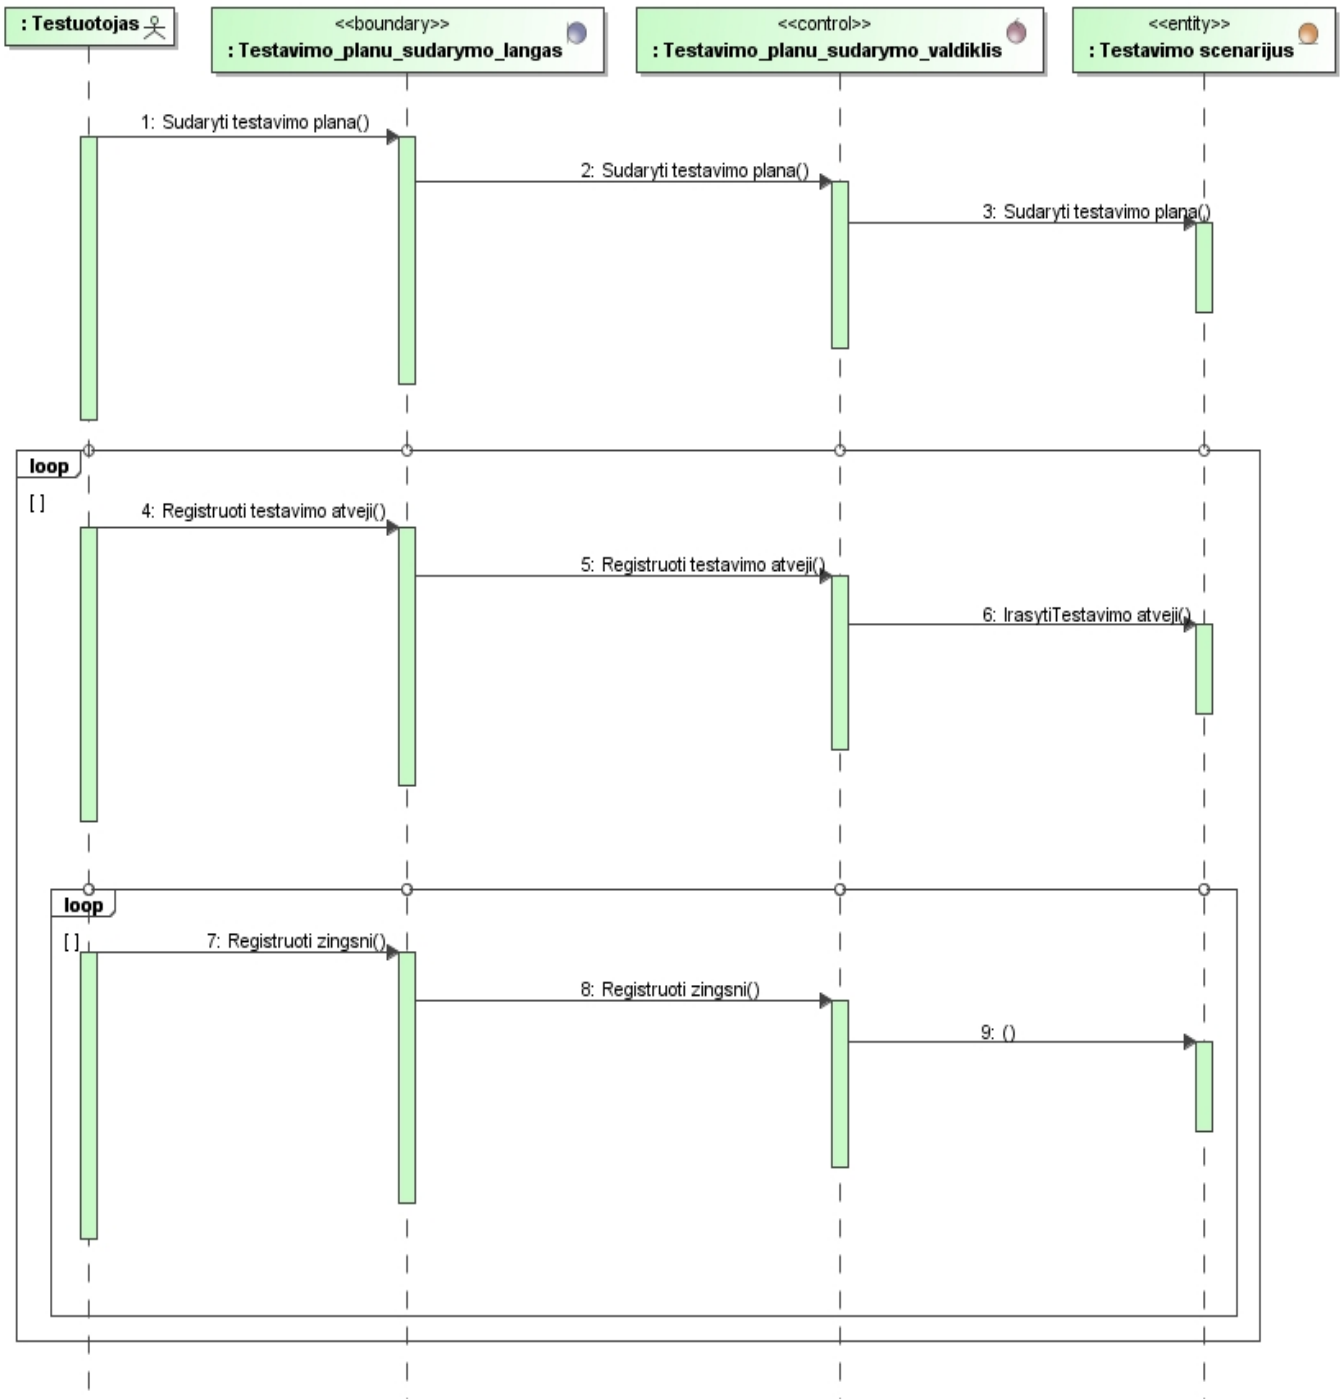 : Testuotojas
<<boundary>>
: Testavimo_planu_sudarymo_langas
<<control>>
: Testavimo_planu_sudarymo_valdiklis
<<entity>>
: Testavimo scenarijus
1: Sudaryti testavimo plana()
2: Sudaryti testavimo plana()
3: Sudaryti testavimo plana()
loop
[ ]
4: Registruoti testavimo atveji()
5: Registruoti testavimo atveji()
6: IrasytiTestavimo atveji()
loop
[ ]
7: Registruoti zingsni()
8: Registruoti zingsni()
9: ()